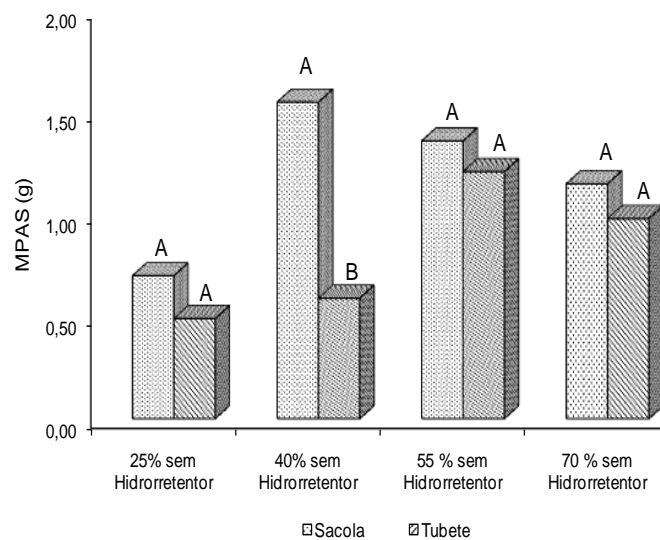 2,00
1,50
1,00
0,50
0,00
MPAS (g)
A
A
A
B
A
A
A
A
25% sem
Hidrorretentor
40% sem
Hidrorretentor
55 % sem
Hidrorretentor
70 % sem
Hidrorretentor
Sacola
Tubete